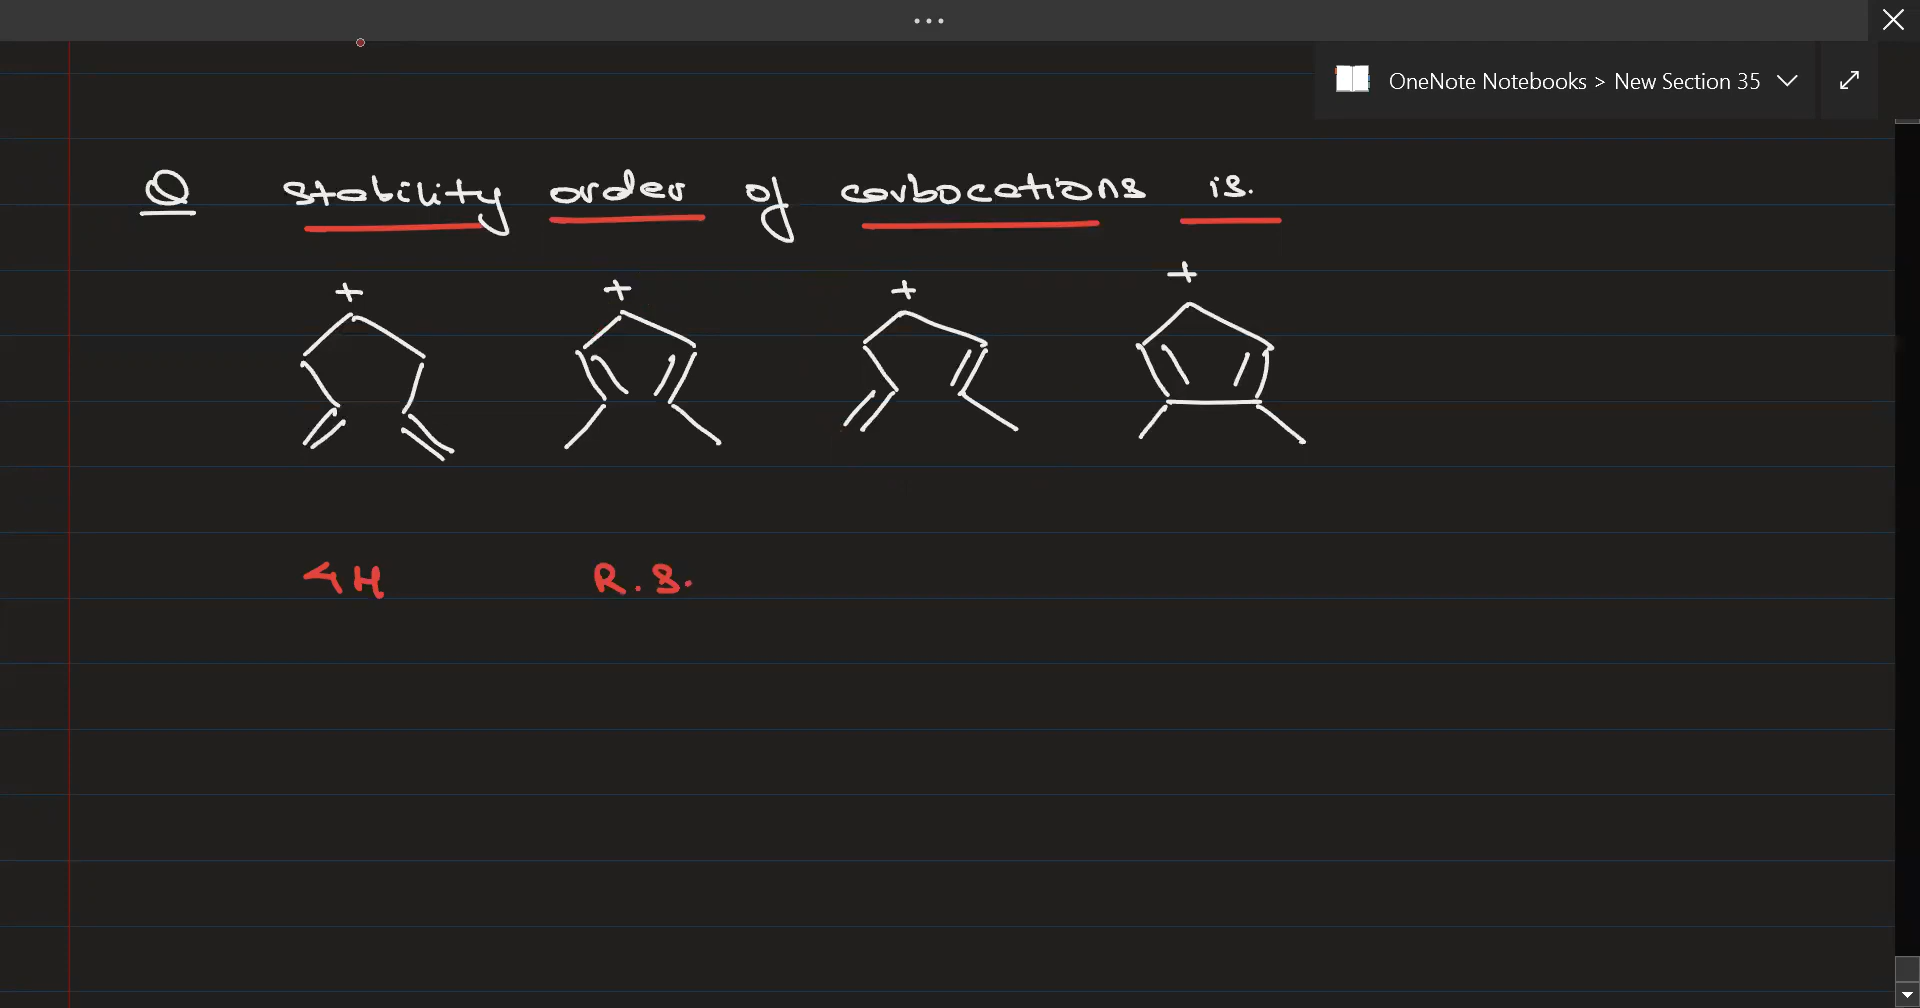 ...
OneNote Notebooks > New Section 35
Q stability order of carbocations is.
+ + + +
4H R.S.